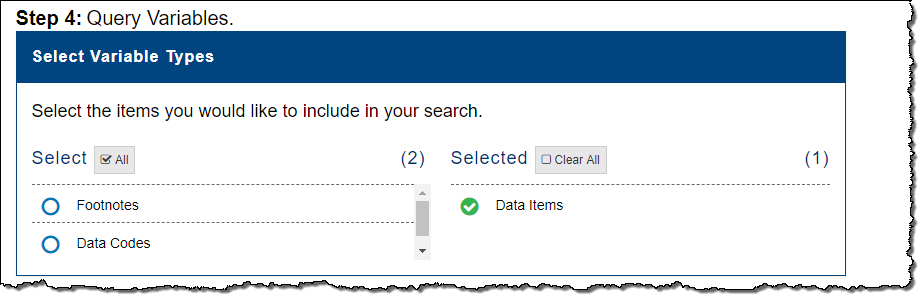 Step 4: Query Variables.
Select Variable Types
Select the items you would like to include in your search.
Select All (2)
Selected Clear All (1)
Footnotes
Data Codes
Data Items